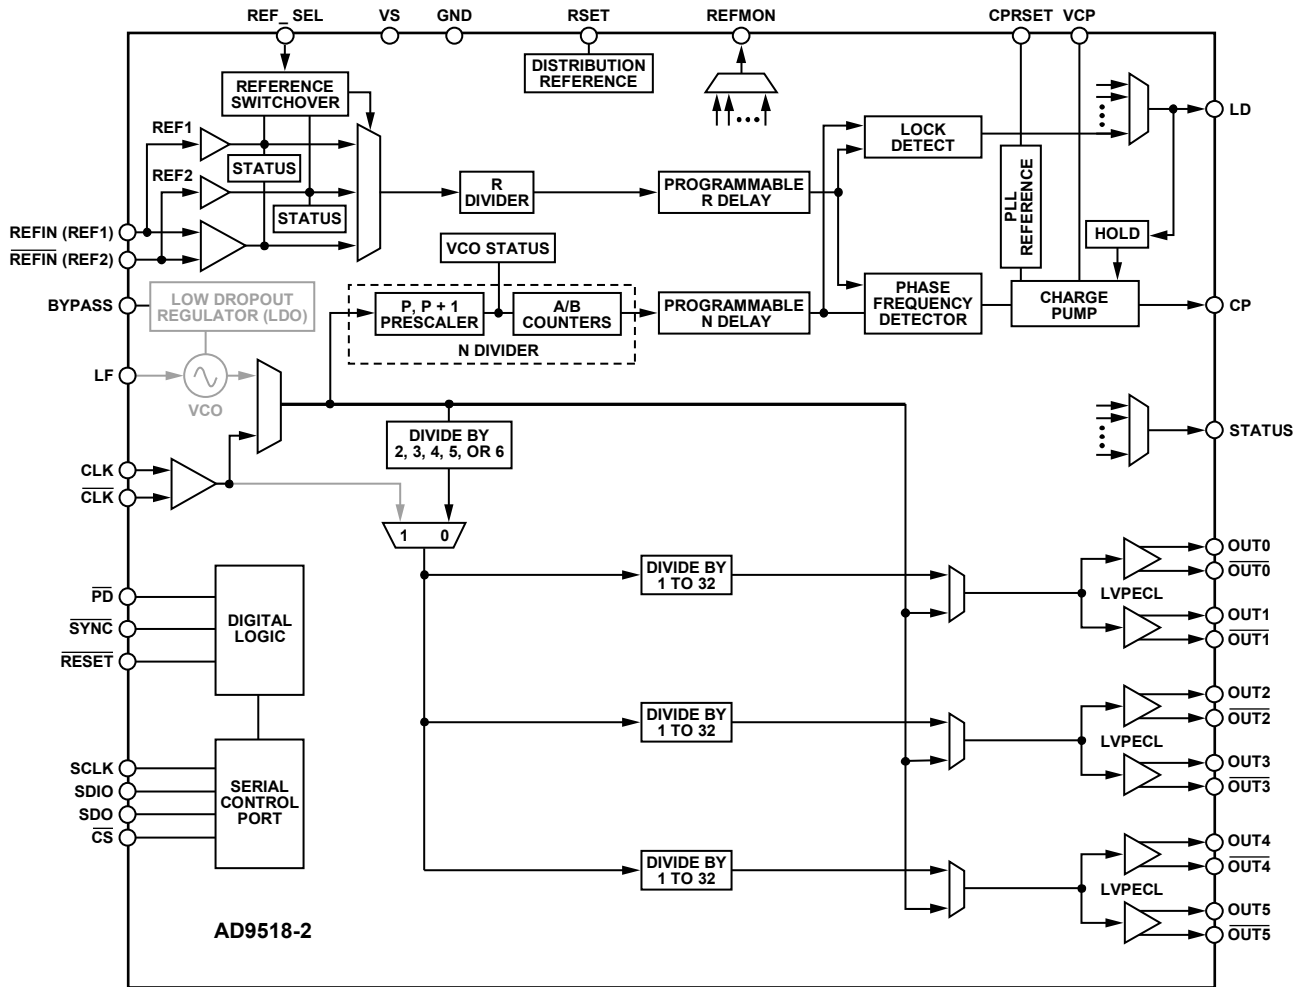 REF_ SEL
VS
GND
RSET
REFMON
CPRSET
VCP
REFERENCE
SWITCHOVER
DISTRIBUTION
REFERENCE
REF1
STATUS
REF2
STATUS
R
DIVIDER
PROGRAMMABLE
R DELAY
LOCK
DETECT
LD
PLL
REFERENCE
HOLD
REFIN (REF1)
REFIN (REF2)
VCO STATUS
BYPASS
LOW DROPOUT
REGULATOR (LDO)
P, P + 1
PRESCALER
A/B
COUNTERS
N DIVIDER
PROGRAMMABLE
N DELAY
PHASE
FREQUENCY
DETECTOR
CHARGE
PUMP
CP
LF
VCO
DIVIDE BY
2, 3, 4, 5, OR 6
STATUS
CLK
CLK
1 0
DIVIDE BY
1 TO 32
LVPECL
OUT0
OUT0
OUT1
OUT1
PD
SYNC
RESET
DIGITAL
LOGIC
DIVIDE BY
1 TO 32
LVPECL
OUT2
OUT2
OUT3
OUT3
SCLK
SDIO
SDO
CS
SERIAL
CONTROL
PORT
DIVIDE BY
1 TO 32
LVPECL
OUT4
OUT4
OUT5
OUT5
AD9518-2